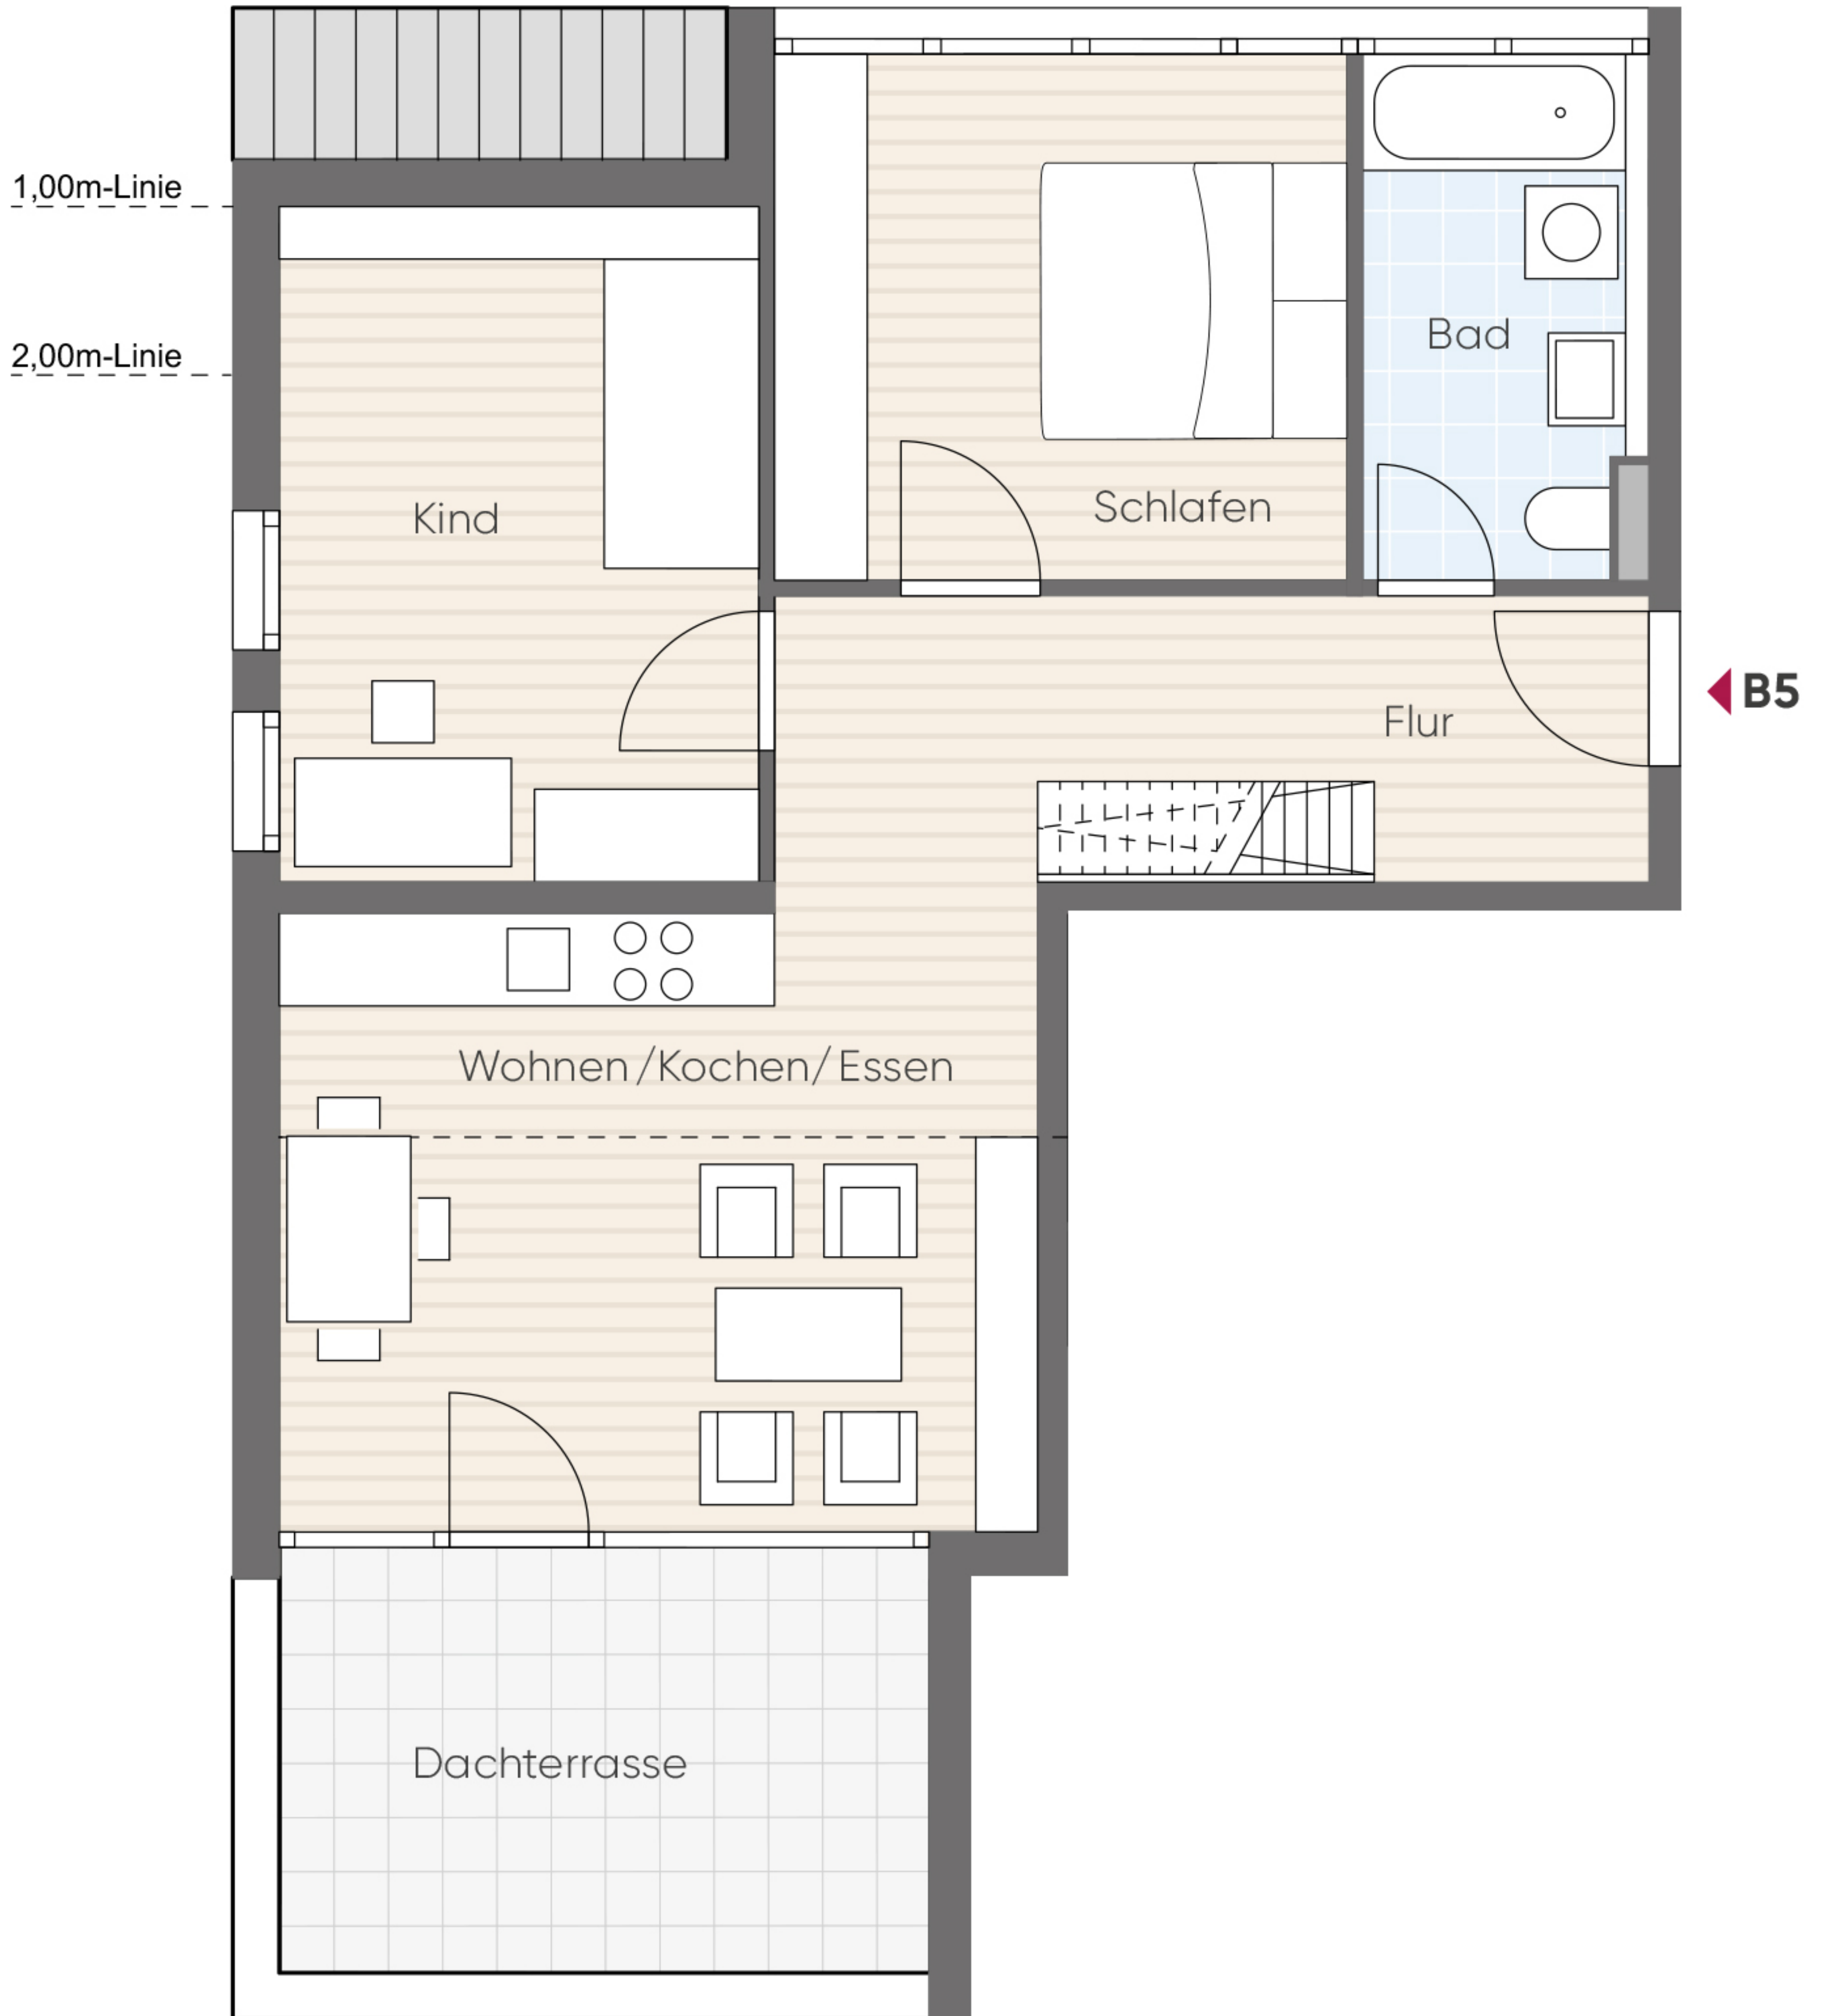 1,00m-Linie
2,00m-Linie
Bad
Kind
Schlafen
B5
Flur
Wohnen/Kochen/Essen
Dachterrasse